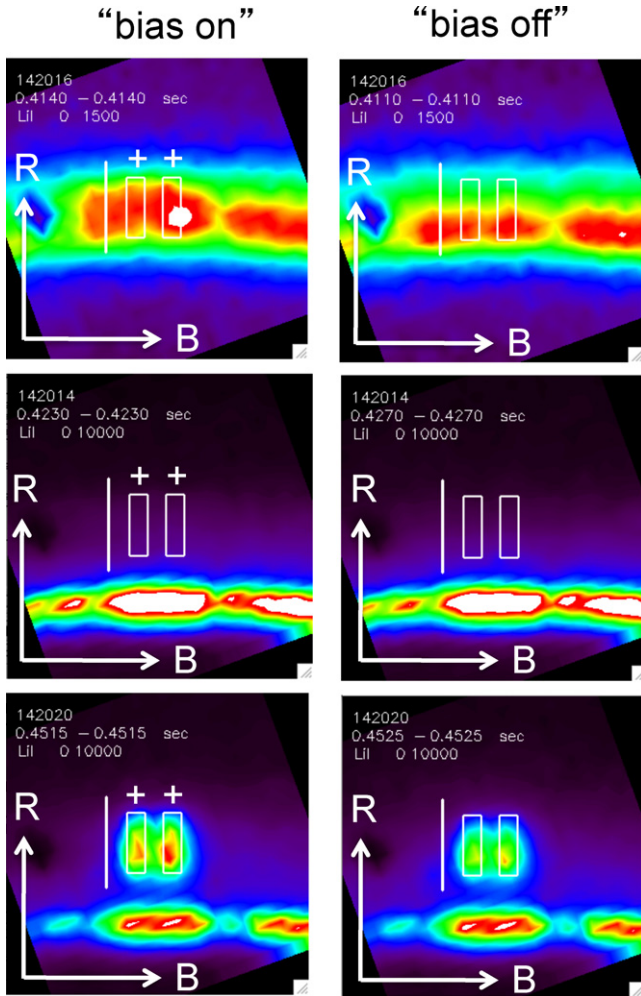 “bias on” “bias off”
142016
0.4140 – 0.4140 sec
LiI 0 1500
+ +
R
B
142016
0.4110 – 0.4110 sec
LiI 0 1500
R
B
142014
0.4230 – 0.4230 sec
LiI 0 10000
+ +
R
B
142014
0.4270 – 0.4270 sec
LiI 0 10000
R
B
142020
0.4515 – 0.4515 sec
LiI 0 10000
+ +
R
B
142020
0.4525 – 0.4525 sec
LiI 0 10000
R
B